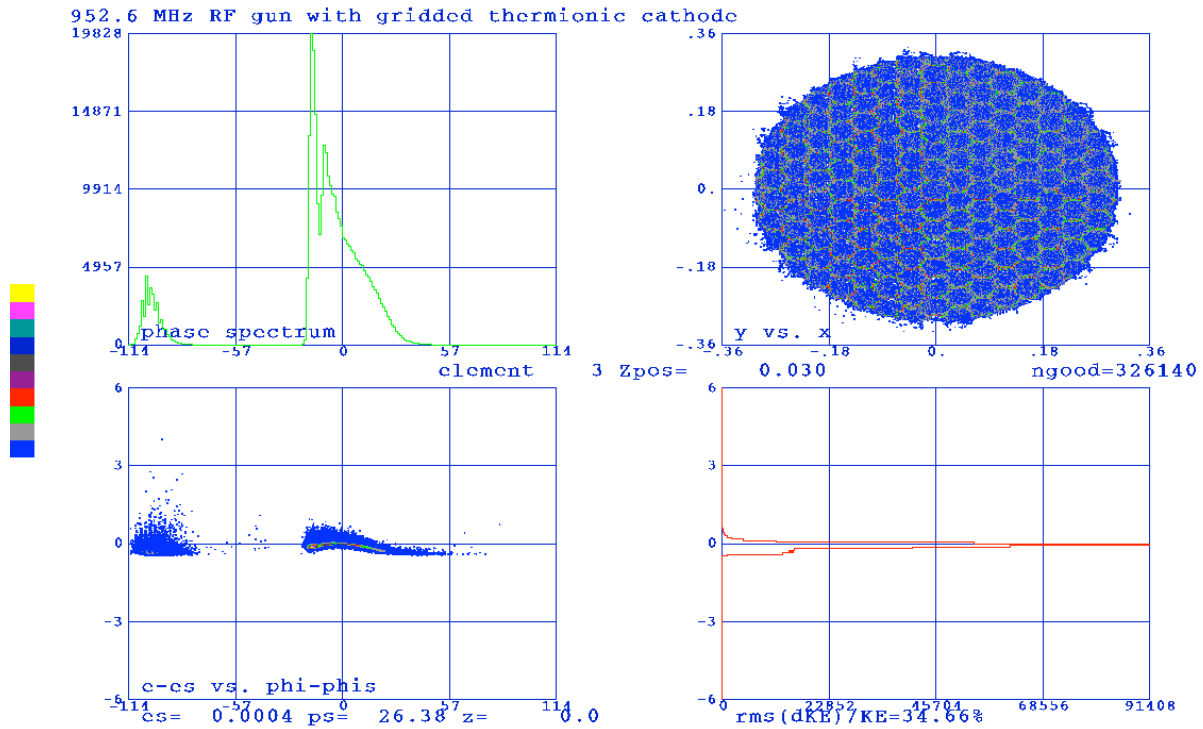 952.6 MHz RF gun with gridded thermionic cathode
19828
14871
9914
4957
0
-114 -57 0 57 114
phase spectrum
.36
.18
0.
-.18
-.36
-.36 -.18 0. .18 .36
y vs. x
element 3 Zpos= 0.030 ngood=326140
6
3
0
-3
-6
-114 -57 0 57 114
e-es vs. phi-phis
es= 0.0004 ps= 26.38 z= 0.0
6
3
0
-3
-6
0 22852 45704 68556 91408
rms(dKE)/KE=34.66%